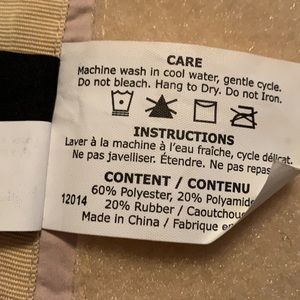 CARE
Machine wash in cool water, gentle cycle.
Do not bleach. Hang to Dry. Do not Iron.
INSTRUCTIONS
Laver à la machine à l'eau fraîche, cycle délicat.
Ne pas javelliser. Étendre. Ne pas
CONTENT / CONTENU
60% Polyester, 20% Polyamide
20% Rubber / Caoutchouc
12014
Made in China / Fabriqué en